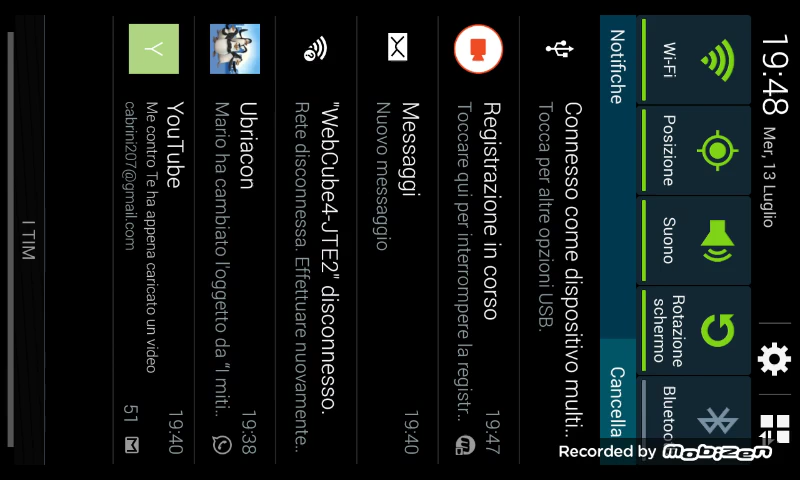 19:48 Mer, 13 Luglio
Wi-Fi
Posizione
Suono
Rotazione
schermo
Bluetoo
Notifiche
Cancella
Connesso come dispositivo multi..
Tocca per altre opzioni USB.
Registrazione in corso
19:47
Toccare qui per interrompere la registr..
Messaggi
19:40
Nuovo messaggio
"WebCube4-JTE2" disconnesso.
Rete disconnessa. Effettuare nuovamente..
Ubriacon
19:38
Mario ha cambiato l'oggetto da "I miti..
YouTube
19:40
Me contro Te ha appena caricato un video
cabrini207@gmail.com
51
I TIM
Recorded by mobizen